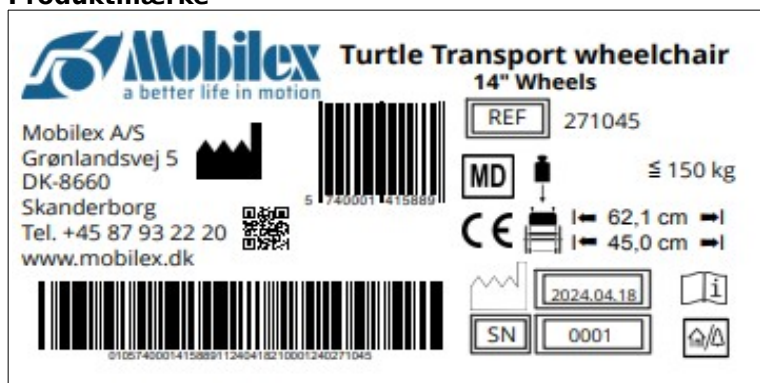 Produktmærke
Mobilex
a better life in motion
Turtle Transport wheelchair
14" Wheels
REF 271045
Mobilex A/S
Grønlandsvej 5
DK-8660
Skanderborg
Tel. +45 87 93 22 20
www.mobilex.dk
5 740001 415889
MD ≦ 150 kg
CE 62,1 cm
45,0 cm
2024.04.18
SN 0001
010574000141588911240418210001240271045